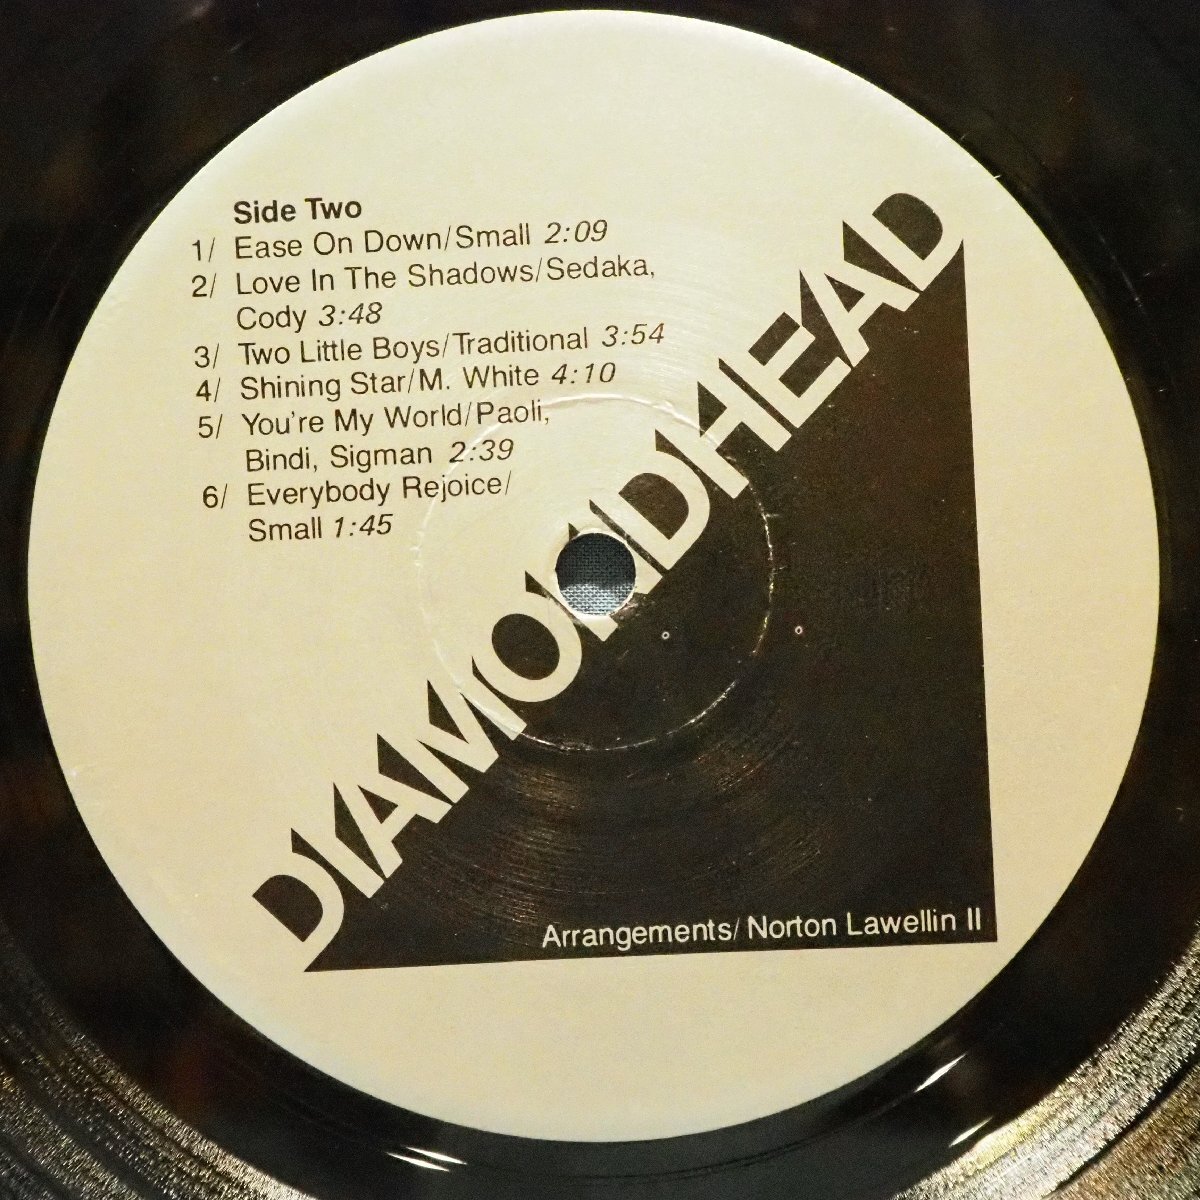 Side Two
1/ Ease On Down/Small 2:09
2/ Love In The Shadows/Sedaka,
Cody 3:48
3/ Two Little Boys/Traditional 3:54
4/ Shining Star/M. White 4:10
5/ You're My World/Paoli,
Bindi, Sigman 2:39
6/ Everybody Rejoice/
Small 1:45
DIAMONDHEAD
Arrangements/Norton Lawellin II